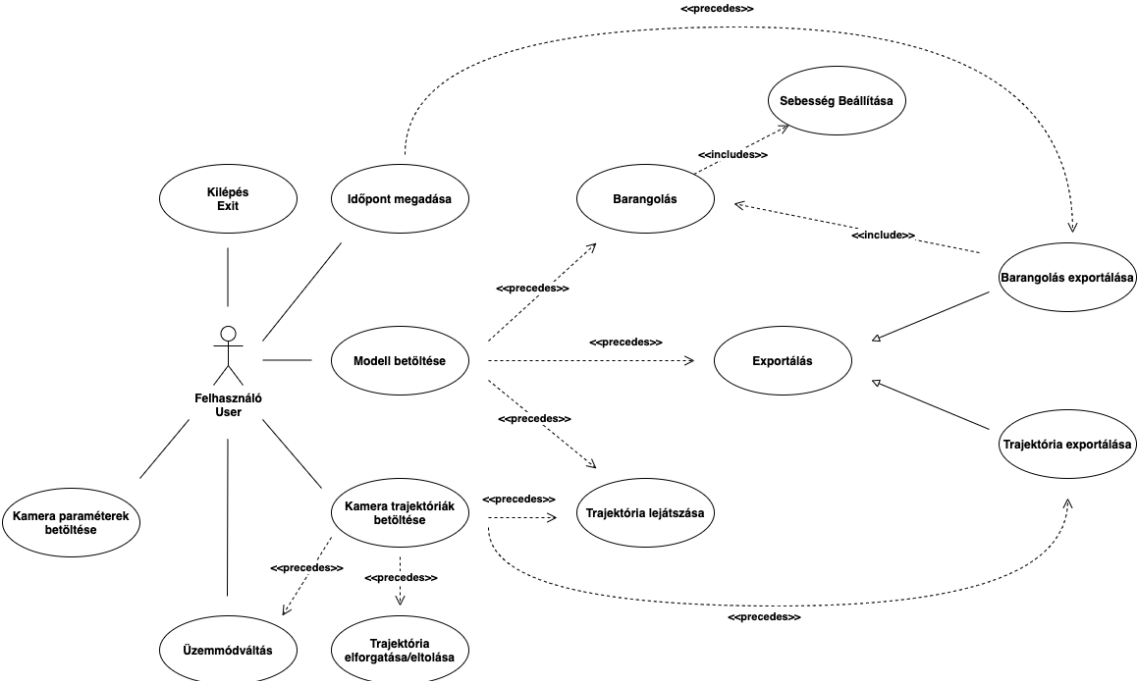 <<precedes>>
Sebesség Beállítása
<<includes>>
Kilépés
Exit
Időpont megadása
Barangolás
<<include>>
Barangolás exportálása
<<precedes>>
<<precedes>>
Modell betöltése
Exportálás
Felhasználó
User
<<precedes>>
Trajektória exportálása
Kamera paraméterek
betöltése
Kamera trajektóriák
betöltése
<<precedes>>
Trajektória lejátszása
<<precedes>>
<<precedes>>
<<precedes>>
Üzemmódváltás
Trajektória
elforgatása/eltolása